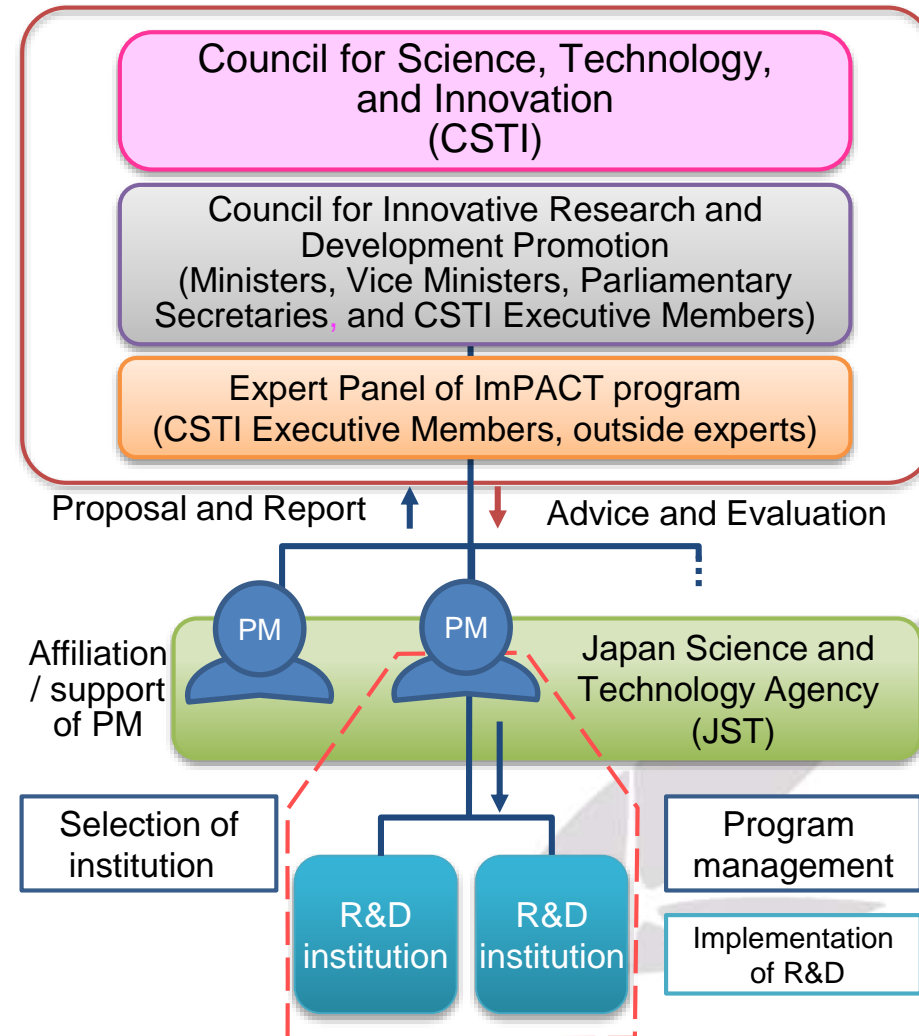 Council for Science, Technology,
and Innovation
(CSTI)
Council for Innovative Research and
Development Promotion
(Ministers, Vice Ministers, Parliamentary
Secretaries, and CSTI Executive Members)
Expert Panel of ImPACT program
(CSTI Executive Members, outside experts)
Proposal and Report
Advice and Evaluation
PM
PM
Affiliation
/ support
of PM
Japan Science and
Technology Agency
(JST)
Selection of
institution
Program
management
R&D
institution
R&D
institution
Implementation
of R&D